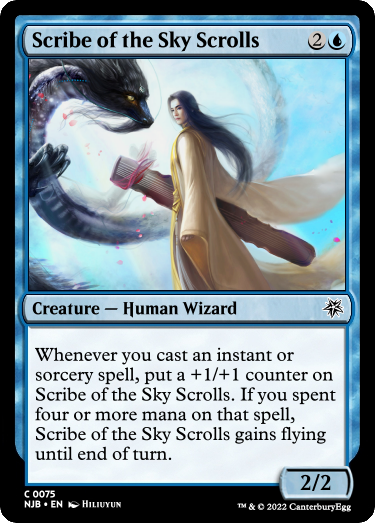 Scribe of the Sky Scrolls 2
Creature — Human Wizard
Whenever you cast an instant or
sorcery spell, put a +1/+1 counter on
Scribe of the Sky Scrolls. If you spent
four or more mana on that spell,
Scribe of the Sky Scrolls gains flying
until end of turn.
2/2
C 0075
NJB • EN Hiliuyun
™ & © 2022 CanterburyEgg